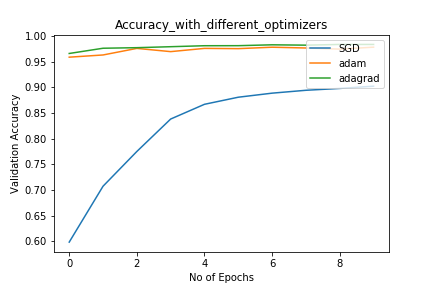 Accuracy_with_different_optimizers
1.00
0.95
0.90
0.85
0.80
0.75
0.70
0.65
0.60
Validation Accuracy
SGD
adam
adagrad
0 2 4 6 8
No of Epochs